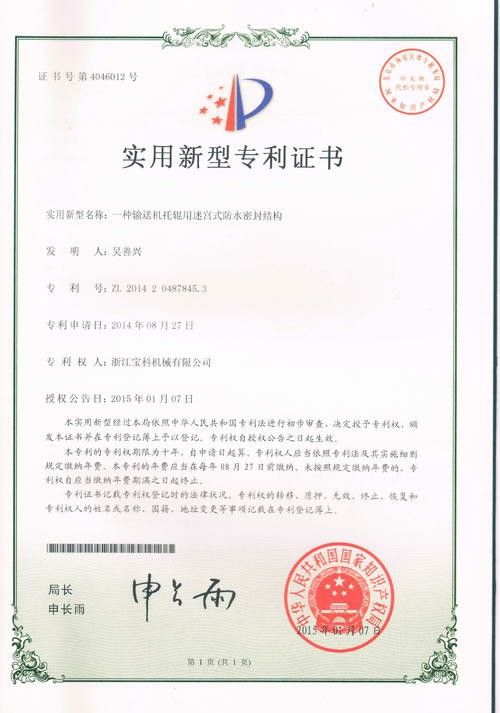 证书号第4046012号
代扣专用章
实用新型专利证书
实用新型名称：一种输送机托辊用迷宫式防水密封结构
发 明 人：吴善兴
专 利 号：ZL 2014 2 0487845.3
专利申请日：2014年08月27日
专 利 权 人：浙江宝科机械有限公司
授权公告日：2015年01月07日
本实用新型经过本局依照中华人民共和国专利法进行初步审查，决定授予专利权，颁
发本证书并在专利登记簿上予以登记。专利权自授权公告之日起生效。
本专利的专利权期限为十年，自申请日起算。专利权人应当依照专利法及其实施细则
规定缴纳年费。本专利的年费应当在每年08月27日前缴纳。未按照规定缴纳年费的，专
利权自应当缴纳年费期满之日起终止。
专利证书记载专利权登记时的法律状况。专利权的转移、质押、无效、终止、恢复和
专利权人的姓名或名称、国籍、地址变更等事项记载在专利登记簿上。
局长
申长雨
申长雨
中华人民共和国国家知识产权局
2015年01月07日
第1页(共1页)